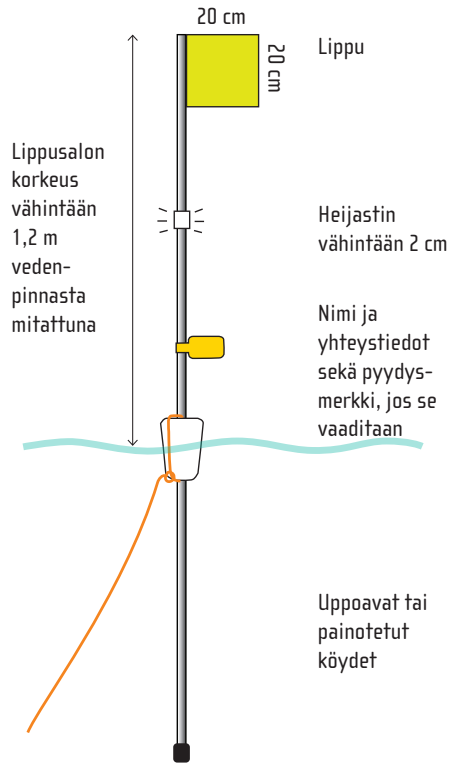 20 cm
20 cm
Lippu
Lippusalon
korkeus
vähintään
1,2 m
veden-
pinnasta
mitattuna
Heijastin
vähintään 2 cm
Nimi ja
yhteystiedot
sekä pyydys-
merkki, jos se
vaaditaan
Uppoavat tai
painotetut
köydet